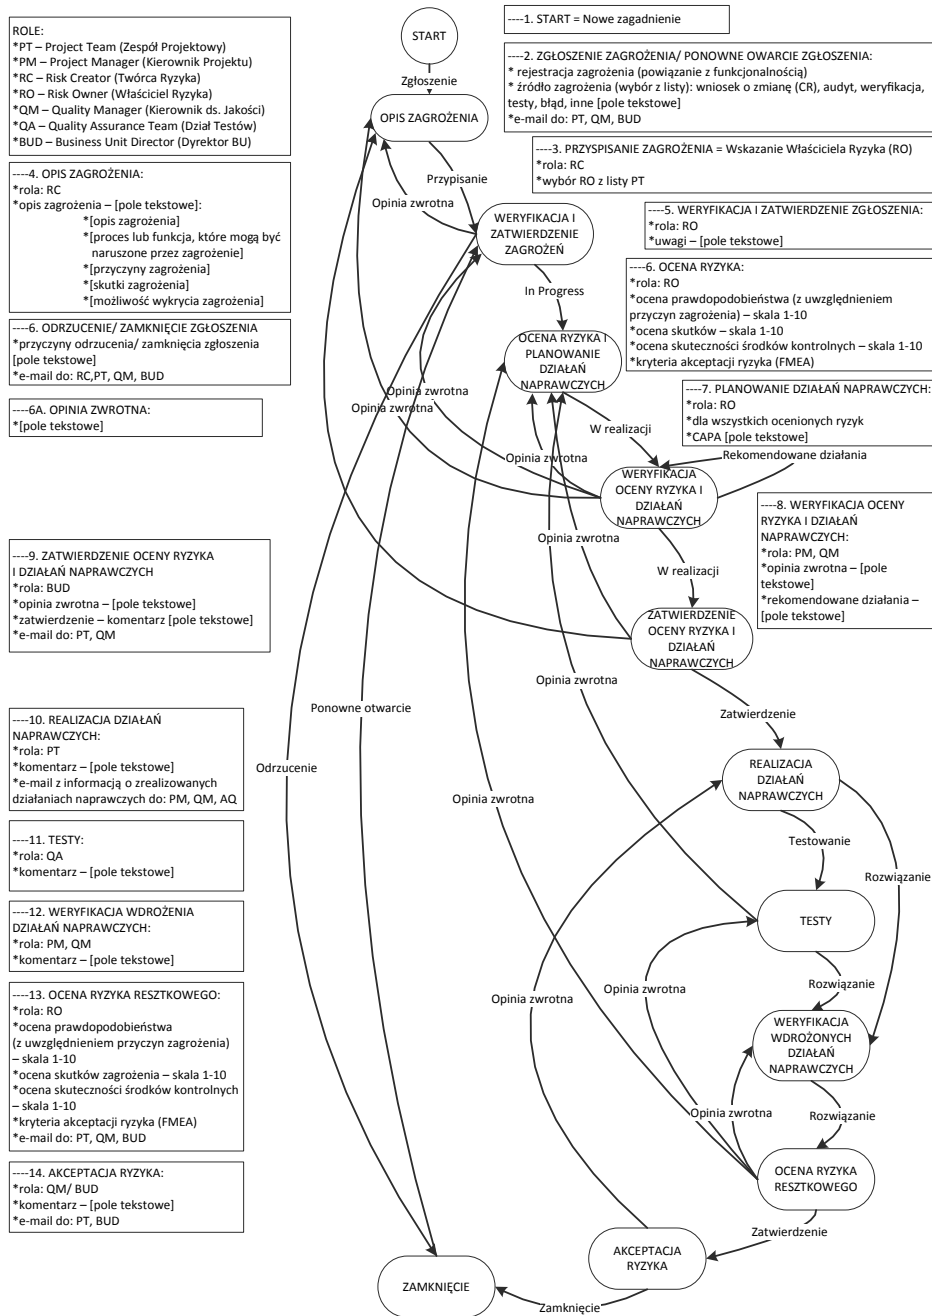 ROLE:
*PT – Project Team (Zespół Projektowy)
*PM – Project Manager (Kierownik Projektu)
*RC – Risk Creator (Twórca Ryzyka)
*RO – Risk Owner (Właściciel Ryzyka)
*QM – Quality Manager (Kierownik ds. Jakości)
*QA – Quality Assurance Team (Dział Testów)
*BUD – Business Unit Director (Dyrektor BU)
----4. OPIS ZAGROŻENIA:
*rola: RC
*opis zagrożenia – [pole tekstowe]:
*[opis zagrożenia]
*[proces lub funkcja, które mogą być
naruszone przez zagrożenie]
*[przyczyny zagrożenia]
*[skutki zagrożenia]
*[możliwość wykrycia zagrożenia]
----6. ODRZUCENIE/ ZAMKNIĘCIE ZGŁOSZENIA
*przyczyny odrzucenia/ zamknięcia zgłoszenia
[pole tekstowe]
*e-mail do: RC,PT, QM, BUD
----6A. OPINIA ZWROTNA:
*[pole tekstowe]
----9. ZATWIERDZENIE OCENY RYZYKA
I DZIAŁAŃ NAPRAWCZYCH
*rola: BUD
*opinia zwrotna – [pole tekstowe]
*zatwierdzenie – komentarz [pole tekstowe]
*e-mail do: PT, QM
----10. REALIZACJA DZIAŁAŃ
NAPRAWCZYCH:
*rola: PT
*komentarz – [pole tekstowe]
*e-mail z informacją o zrealizowanych
działaniach naprawczych do: PM, QM, AQ
----11. TESTY:
*rola: QA
*komentarz – [pole tekstowe]
----12. WERYFIKACJA WDROŻENIA
DZIAŁAŃ NAPRAWCZYCH:
*rola: PM, QM
*komentarz – [pole tekstowe]
----13. OCENA RYZYKA RESZTKOWEGO:
*rola: RO
*ocena prawdopodobieństwa
(z uwzględnieniem przyczyn zagrożenia)
– skala 1-10
*ocena skutków zagrożenia – skala 1-10
*ocena skuteczności środków kontrolnych
– skala 1-10
*kryteria akceptacji ryzyka (FMEA)
*e-mail do: PT, QM, BUD
----14. AKCEPTACJA RYZYKA:
*rola: QM/ BUD
*komentarz – [pole tekstowe]
*e-mail do: PT, BUD
----1. START = Nowe zagadnienie
----2. ZGŁOSZENIE ZAGROŻENIA/ PONOWNE OWARCIE ZGŁOSZENIA:
* rejestracja zagrożenia (powiązanie z funkcjonalnością)
* źródło zagrożenia (wybór z listy): wniosek o zmianę (CR), audyt, weryfikacja,
testy, błąd, inne [pole tekstowe]
*e-mail do: PT, QM, BUD
----3. PRZYSPISANIE ZAGROŻENIA = Wskazanie Właściciela Ryzyka (RO)
*rola: RC
*wybór RO z listy PT
----5. WERYFIKACJA I ZATWIERDZENIE ZGŁOSZENIA:
*rola: RO
*uwagi – [pole tekstowe]
----6. OCENA RYZYKA:
*rola: RO
*ocena prawdopodobieństwa (z uwzględnieniem
przyczyn zagrożenia) – skala 1-10
*ocena skutków – skala 1-10
*ocena skuteczności środków kontrolnych – skala 1-10
*kryteria akceptacji ryzyka (FMEA)
----7. PLANOWANIE DZIAŁAŃ NAPRAWCZYCH:
*rola: RO
*dla wszystkich ocenionych ryzyk
*CAPA [pole tekstowe]
----8. WERYFIKACJA OCENY
RYZYKA I DZIAŁAŃ
NAPRAWCZYCH:
*rola: PM, QM
*opinia zwrotna – [pole
tekstowe]
*rekomendowane działania –
[pole tekstowe]
START
Zgłoszenie
OPIS ZAGROŻENIA
Przypisanie
Opinia zwrotna
WERYFIKACJA I
ZATWIERDZENIE
ZAGROŻEŃ
In Progress
OCENA RYZYKA I
PLANOWANIE
DZIAŁAŃ
NAPRAWCZYCH
Opinia zwrotna
Opinia zwrotna
W realizacji
Opinia zwrotna
Rekomendowane działania
WERYFIKACJA
OCENY RYZYKA I
DZIAŁAŃ
NAPRAWCZYCH
Opinia zwrotna
W realizacji
ZATWIERDZENIE
OCENY RYZYKA I
DZIAŁAŃ
NAPRAWCZYCH
Opinia zwrotna
Ponowne otwarcie
Zatwierdzenie
Odrzucenie
REALIZACJA
DZIAŁAŃ
NAPRAWCZYCH
Opinia zwrotna
Testowanie
Rozwiązanie
TESTY
Rozwiązanie
Opinia zwrotna
Opinia zwrotna
WERYFIKACJA
WDROŻONYCH
DZIAŁAŃ
NAPRAWCZYCH
Opinia zwrotna
Rozwiązanie
OCENA RYZYKA
RESZTKOWEGO
Zatwierdzenie
AKCEPTACJA
RYZYKA
ZAMKNIĘCIE
Zamknięcie